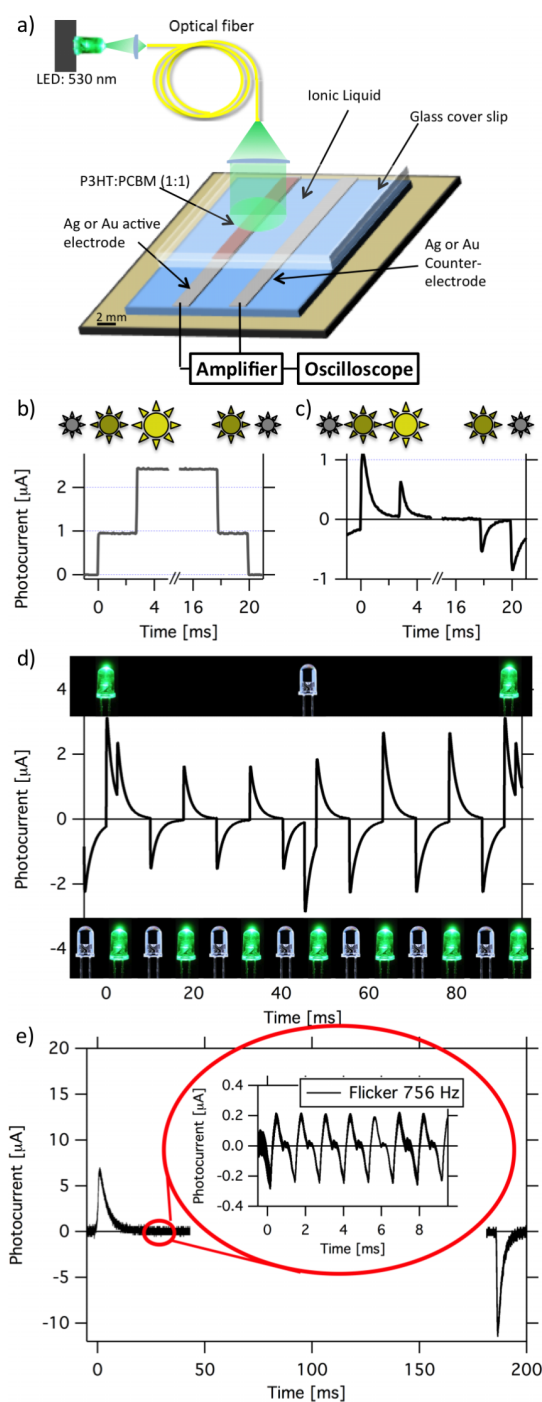 a)
Optical fiber
LED: 530 nm
Ionic Liquid
Glass cover slip
P3HT:PCBM (1:1)
Ag or Au active
electrode
Ag or Au
Counter-
electrode
2 mm
Amplifier
Oscilloscope
b)
c)
Photocurrent [µA]
2
1
0
0
4
16
20
Time [ms]
1
0
-1
0
4
16
20
Time [ms]
d)
Photocurrent [µA]
4
2
0
-2
-4
0
20
40
60
80
Time [ms]
e)
Photocurrent [µA]
20
15
10
5
0
-5
-10
0
50
100
150
200
Time [ms]
Photocurrent [µA]
0.4
0.2
0.0
-0.2
-0.4
Flicker 756 Hz
0
2
4
6
8
Time [ms]